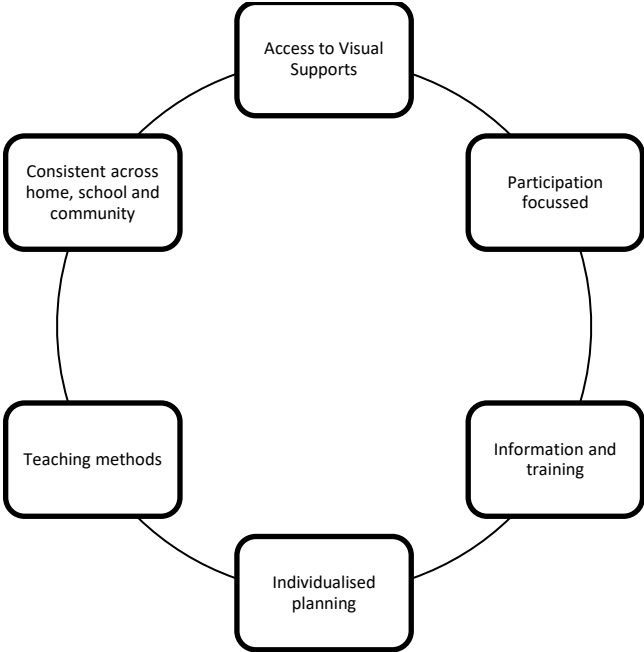 Access to Visual
Supports
Participation
focussed
Information and
training
Individualised
planning
Teaching methods
Consistent across
home, school and
community